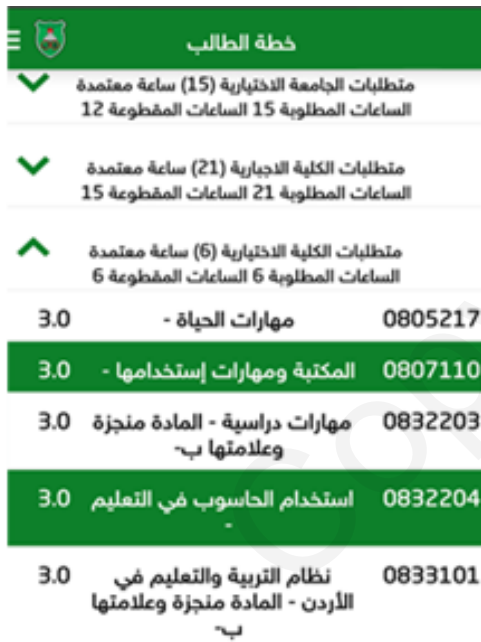 خطة الطالب
متطلبات الجامعة الاختيارية (15) ساعة معتمدة
الساعات المطلوبة 15 الساعات المقطوعة 12
متطلبات الكلية الاجبارية (21) ساعة معتمدة
الساعات المطلوبة 21 الساعات المقطوعة 15
متطلبات الكلية الاختيارية (6) ساعة معتمدة
الساعات المطلوبة 6 الساعات المقطوعة 6
0805217 مهارات الحياة - 3.0
0807110 المكتبة ومهارات إستخدامها - 3.0
0832203 مهارات دراسية - المادة منجزة 3.0
وعلامتها ب-
0832204 استخدام الحاسوب في التعليم 3.0
-
0833101 نظام التربية والتعليم في 3.0
الأردن - المادة منجزة وعلامتها
ب-